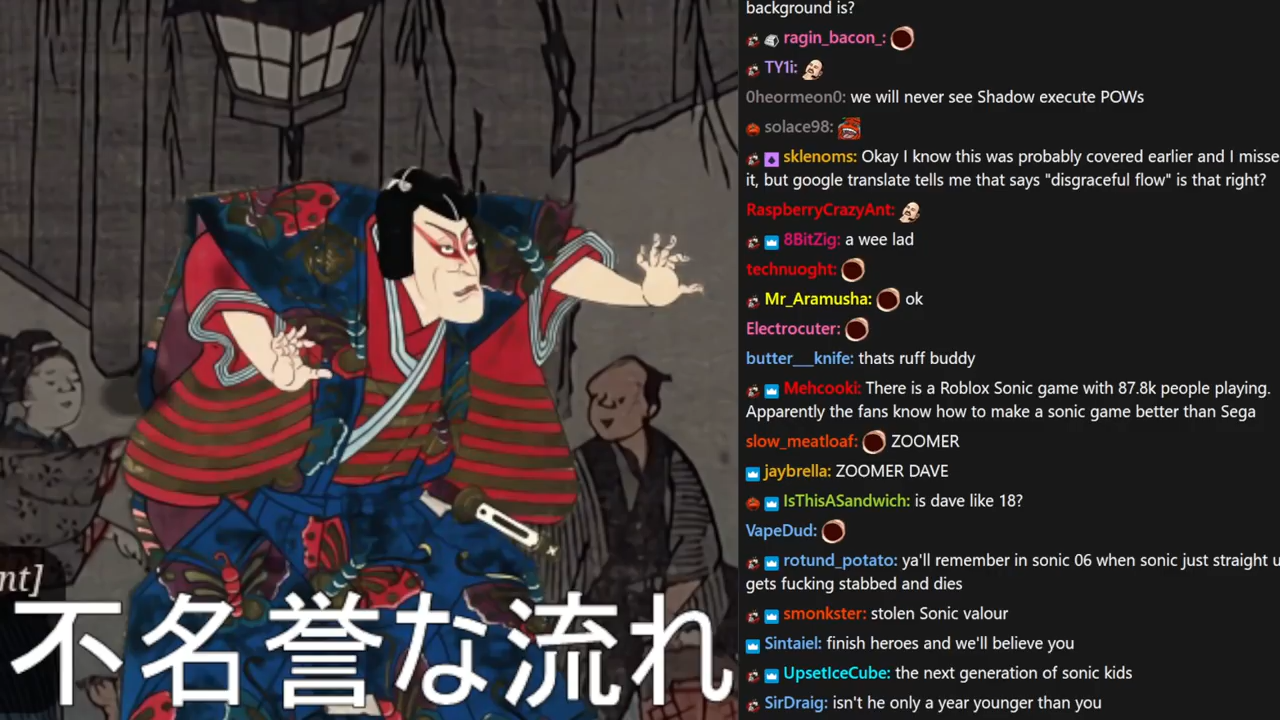 nt]
不名誉な流れ
background is?
ragin_bacon_:
TY1i:
0heormeon0: we will never see Shadow execute POWs
solace98:
sklenoms: Okay I know this was probably covered earlier and I misse
it, but google translate tells me that says "disgraceful flow" is that right?
RaspberryCrazyAnt:
8BitZig: a wee lad
technuoght:
Mr_Aramusha: ok
Electrocuter:
butter__knife: thats ruff buddy
Mehcooki: There is a Roblox Sonic game with 87.8k people playing.
Apparently the fans know how to make a sonic game better than Sega
slow_meatloaf: ZOOMER
jaybrella: ZOOMER DAVE
IsThisASandwich: is dave like 18?
VapeDud:
rotund_potato: ya'll remember in sonic 06 when sonic just straight u
gets fucking stabbed and dies
smonkster: stolen Sonic valour
Sintaiel: finish heroes and we'll believe you
UpsetIceCube: the next generation of sonic kids
SirDraig: isn't he only a year younger than you